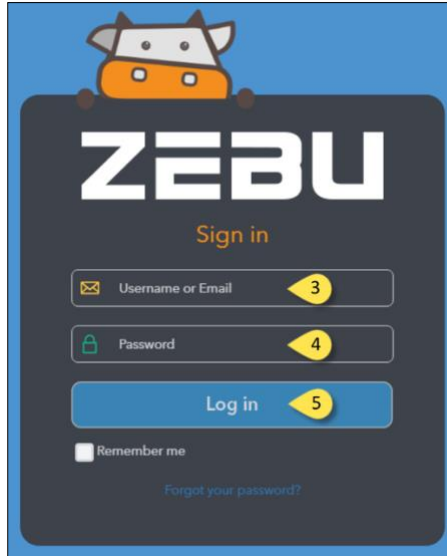 ZEBU
Sign in
Username or Email 3
Password 4
Log in 5
Remember me
Forgot your password?